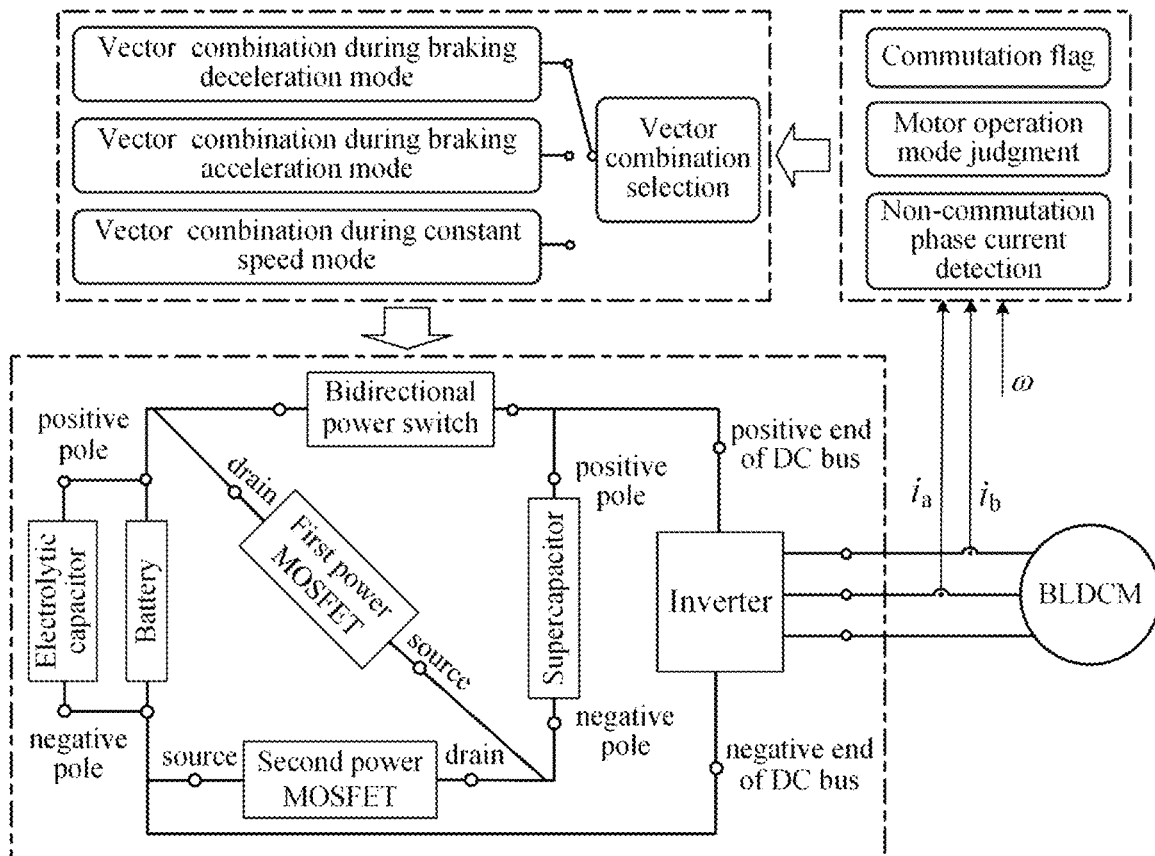 Vector combination during braking
deceleration mode
Vector combination during braking
acceleration mode
Vector combination during constant
speed mode
Vector
combination
selection
Commutation flag
Motor operation
mode judgment
Non-commutation
phase current
detection
ω
i_a
i_b
Bidirectional
power switch
positive
pole
drain
First power
MOSFET
source
positive
pole
positive end
of DC bus
Electrolytic
capacitor
Battery
Supercapacitor
Inverter
BLDCM
negative
pole
source
Second power
MOSFET
drain
negative
pole
negative end
of DC bus